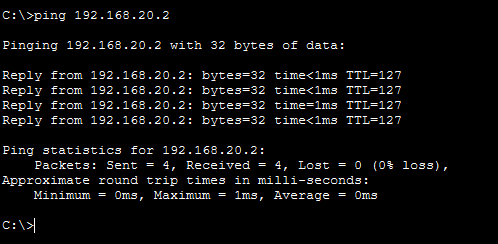 C:\>ping 192.168.20.2
Pinging 192.168.20.2 with 32 bytes of data:
Reply from 192.168.20.2: bytes=32 time<1ms TTL=127
Reply from 192.168.20.2: bytes=32 time<1ms TTL=127
Reply from 192.168.20.2: bytes=32 time=1ms TTL=127
Reply from 192.168.20.2: bytes=32 time<1ms TTL=127
Ping statistics for 192.168.20.2:
    Packets: Sent = 4, Received = 4, Lost = 0 (0% loss),
Approximate round trip times in milli-seconds:
    Minimum = 0ms, Maximum = 1ms, Average = 0ms
C:\>